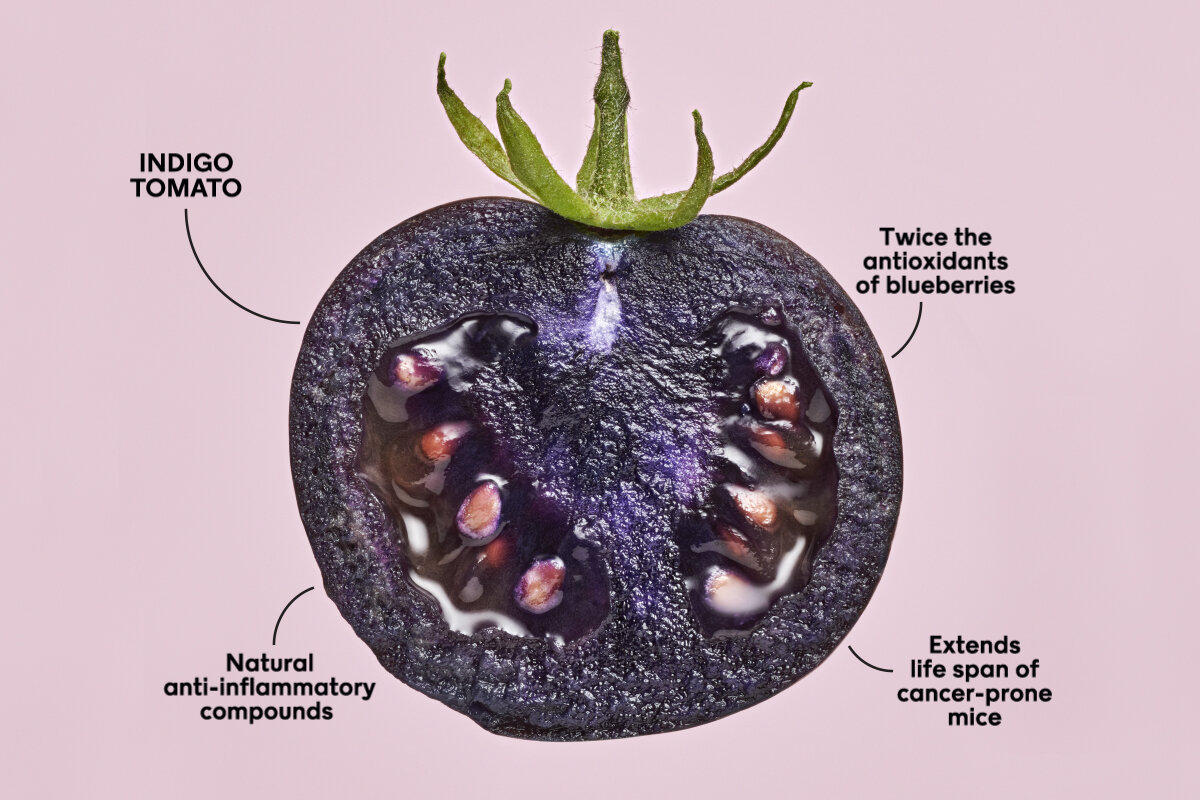 INDIGO
TOMATO
Twice the
antioxidants
of blueberries
Natural
anti-inflammatory
compounds
Extends
life span of
cancer-prone
mice